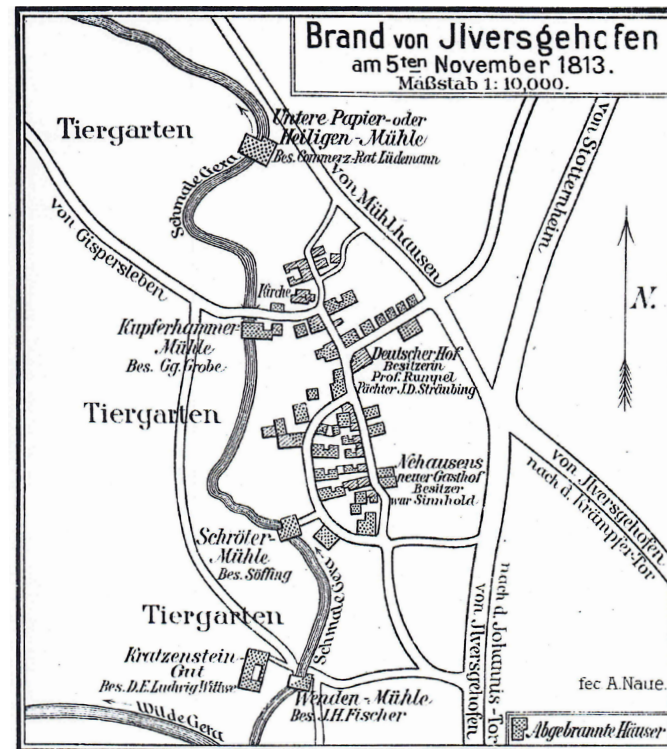 Brand von Jlversgehofen
am 5ten November 1813.
Maßstab 1:10,000.
Tiergarten
Untere Papier-oder
Heiligen-Mühle
Bes. Commerz-Rat Lüdemann
Schmale Gera
von Mühlhausen
von Stotternheim
von Gispersleben
N.
Kirche
Kupferhammer-
Mühle
Bes. Gg. Grobe
Deutscher Hof
Besitzerin
Prof. Rumpel
Pächter J.D. Sträubing
Tiergarten
Nehausens
neuer Gasthof
Besitzer
war Sinnhold
von Jlversgehofen
nach d. Krämpfer-Tor
Schröter-
Mühle
Bes. Söffing
Schmale Gera
Tiergarten
von Jlversgehofen
nach d. Johannis-Tor
Kratzenstein-
Gut
Bes. D.E. Ludwig
Wenden-Mühle
Bes. J.H. Fischer
Wilde Gera
fec A. Naue.
Abgebrannte Häuser